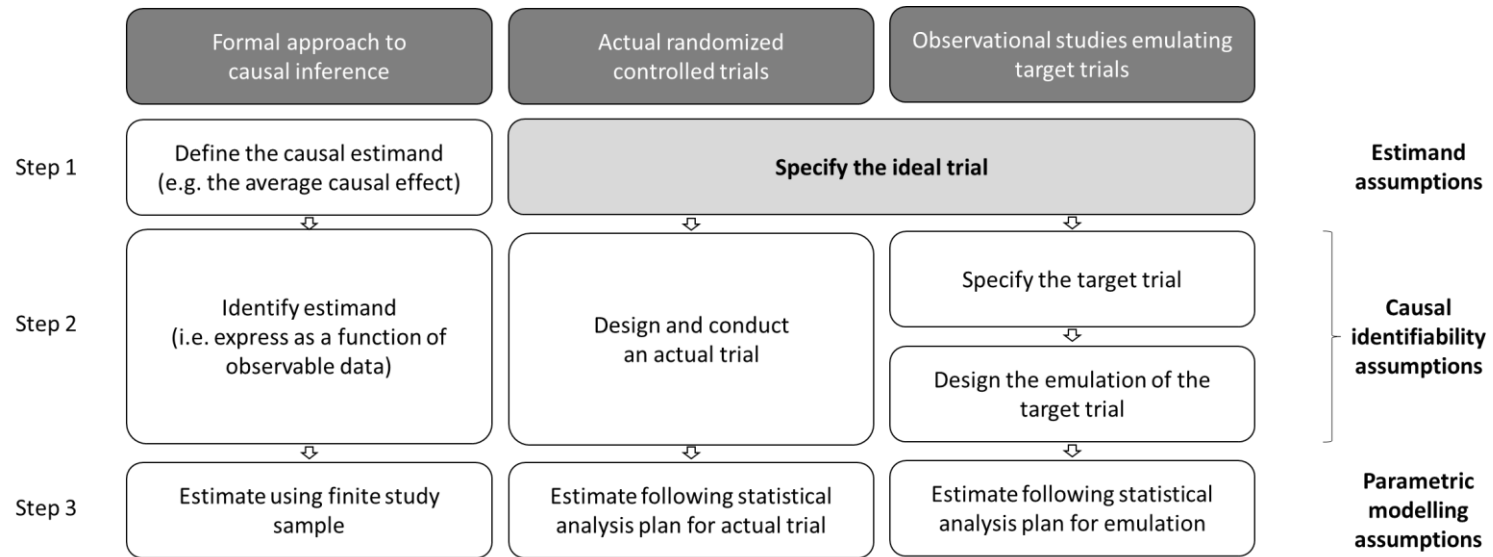 Formal approach to
causal inference
Actual randomized
controlled trials
Observational studies emulating
target trials
Step 1
Define the causal estimand
(e.g. the average causal effect)
Specify the ideal trial
Estimand
assumptions
Step 2
Identify estimand
(i.e. express as a function of
observable data)
Design and conduct
an actual trial
Specify the target trial
Design the emulation of the
target trial
Causal
identifiability
assumptions
Step 3
Estimate using finite study
sample
Estimate following statistical
analysis plan for actual trial
Estimate following statistical
analysis plan for emulation
Parametric
modelling
assumptions